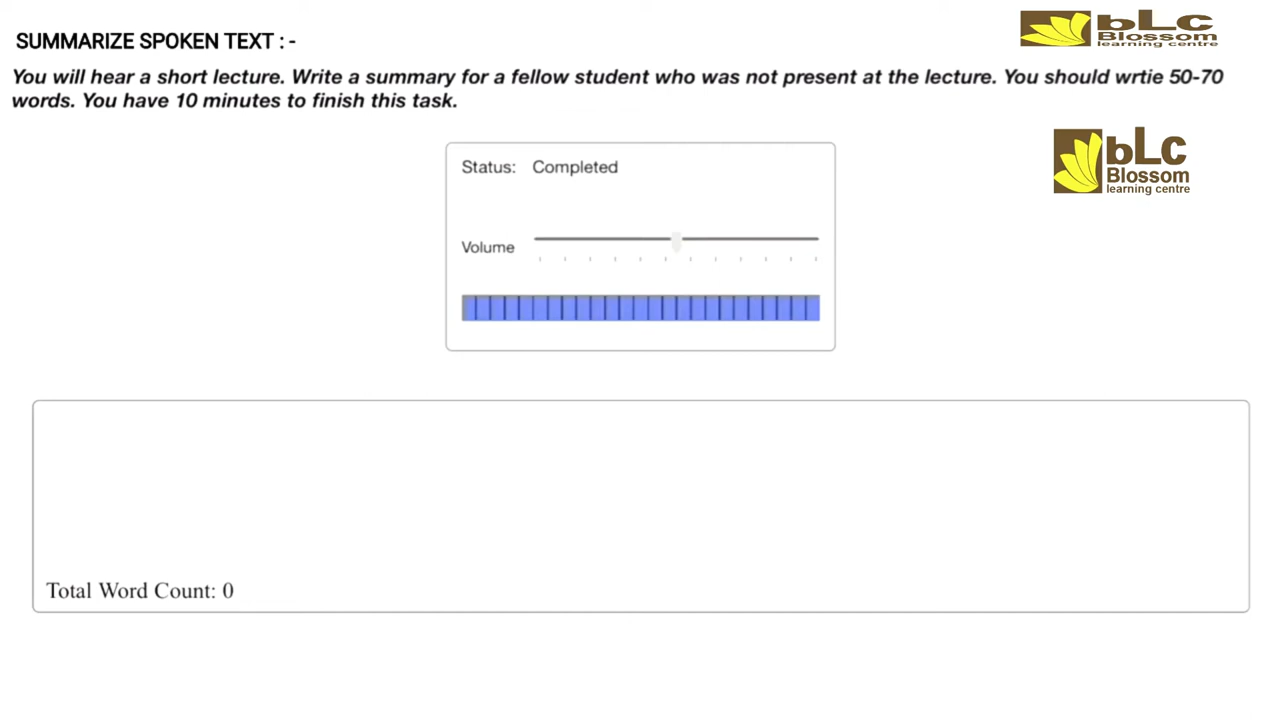 bLC
Blossom
learning centre
SUMMARIZE SPOKEN TEXT : -
You will hear a short lecture. Write a summary for a fellow student who was not present at the lecture. You should wrtie 50-70
words. You have 10 minutes to finish this task.
bLC
Blossom
learning centre
Status: Completed
Volume
Total Word Count: 0